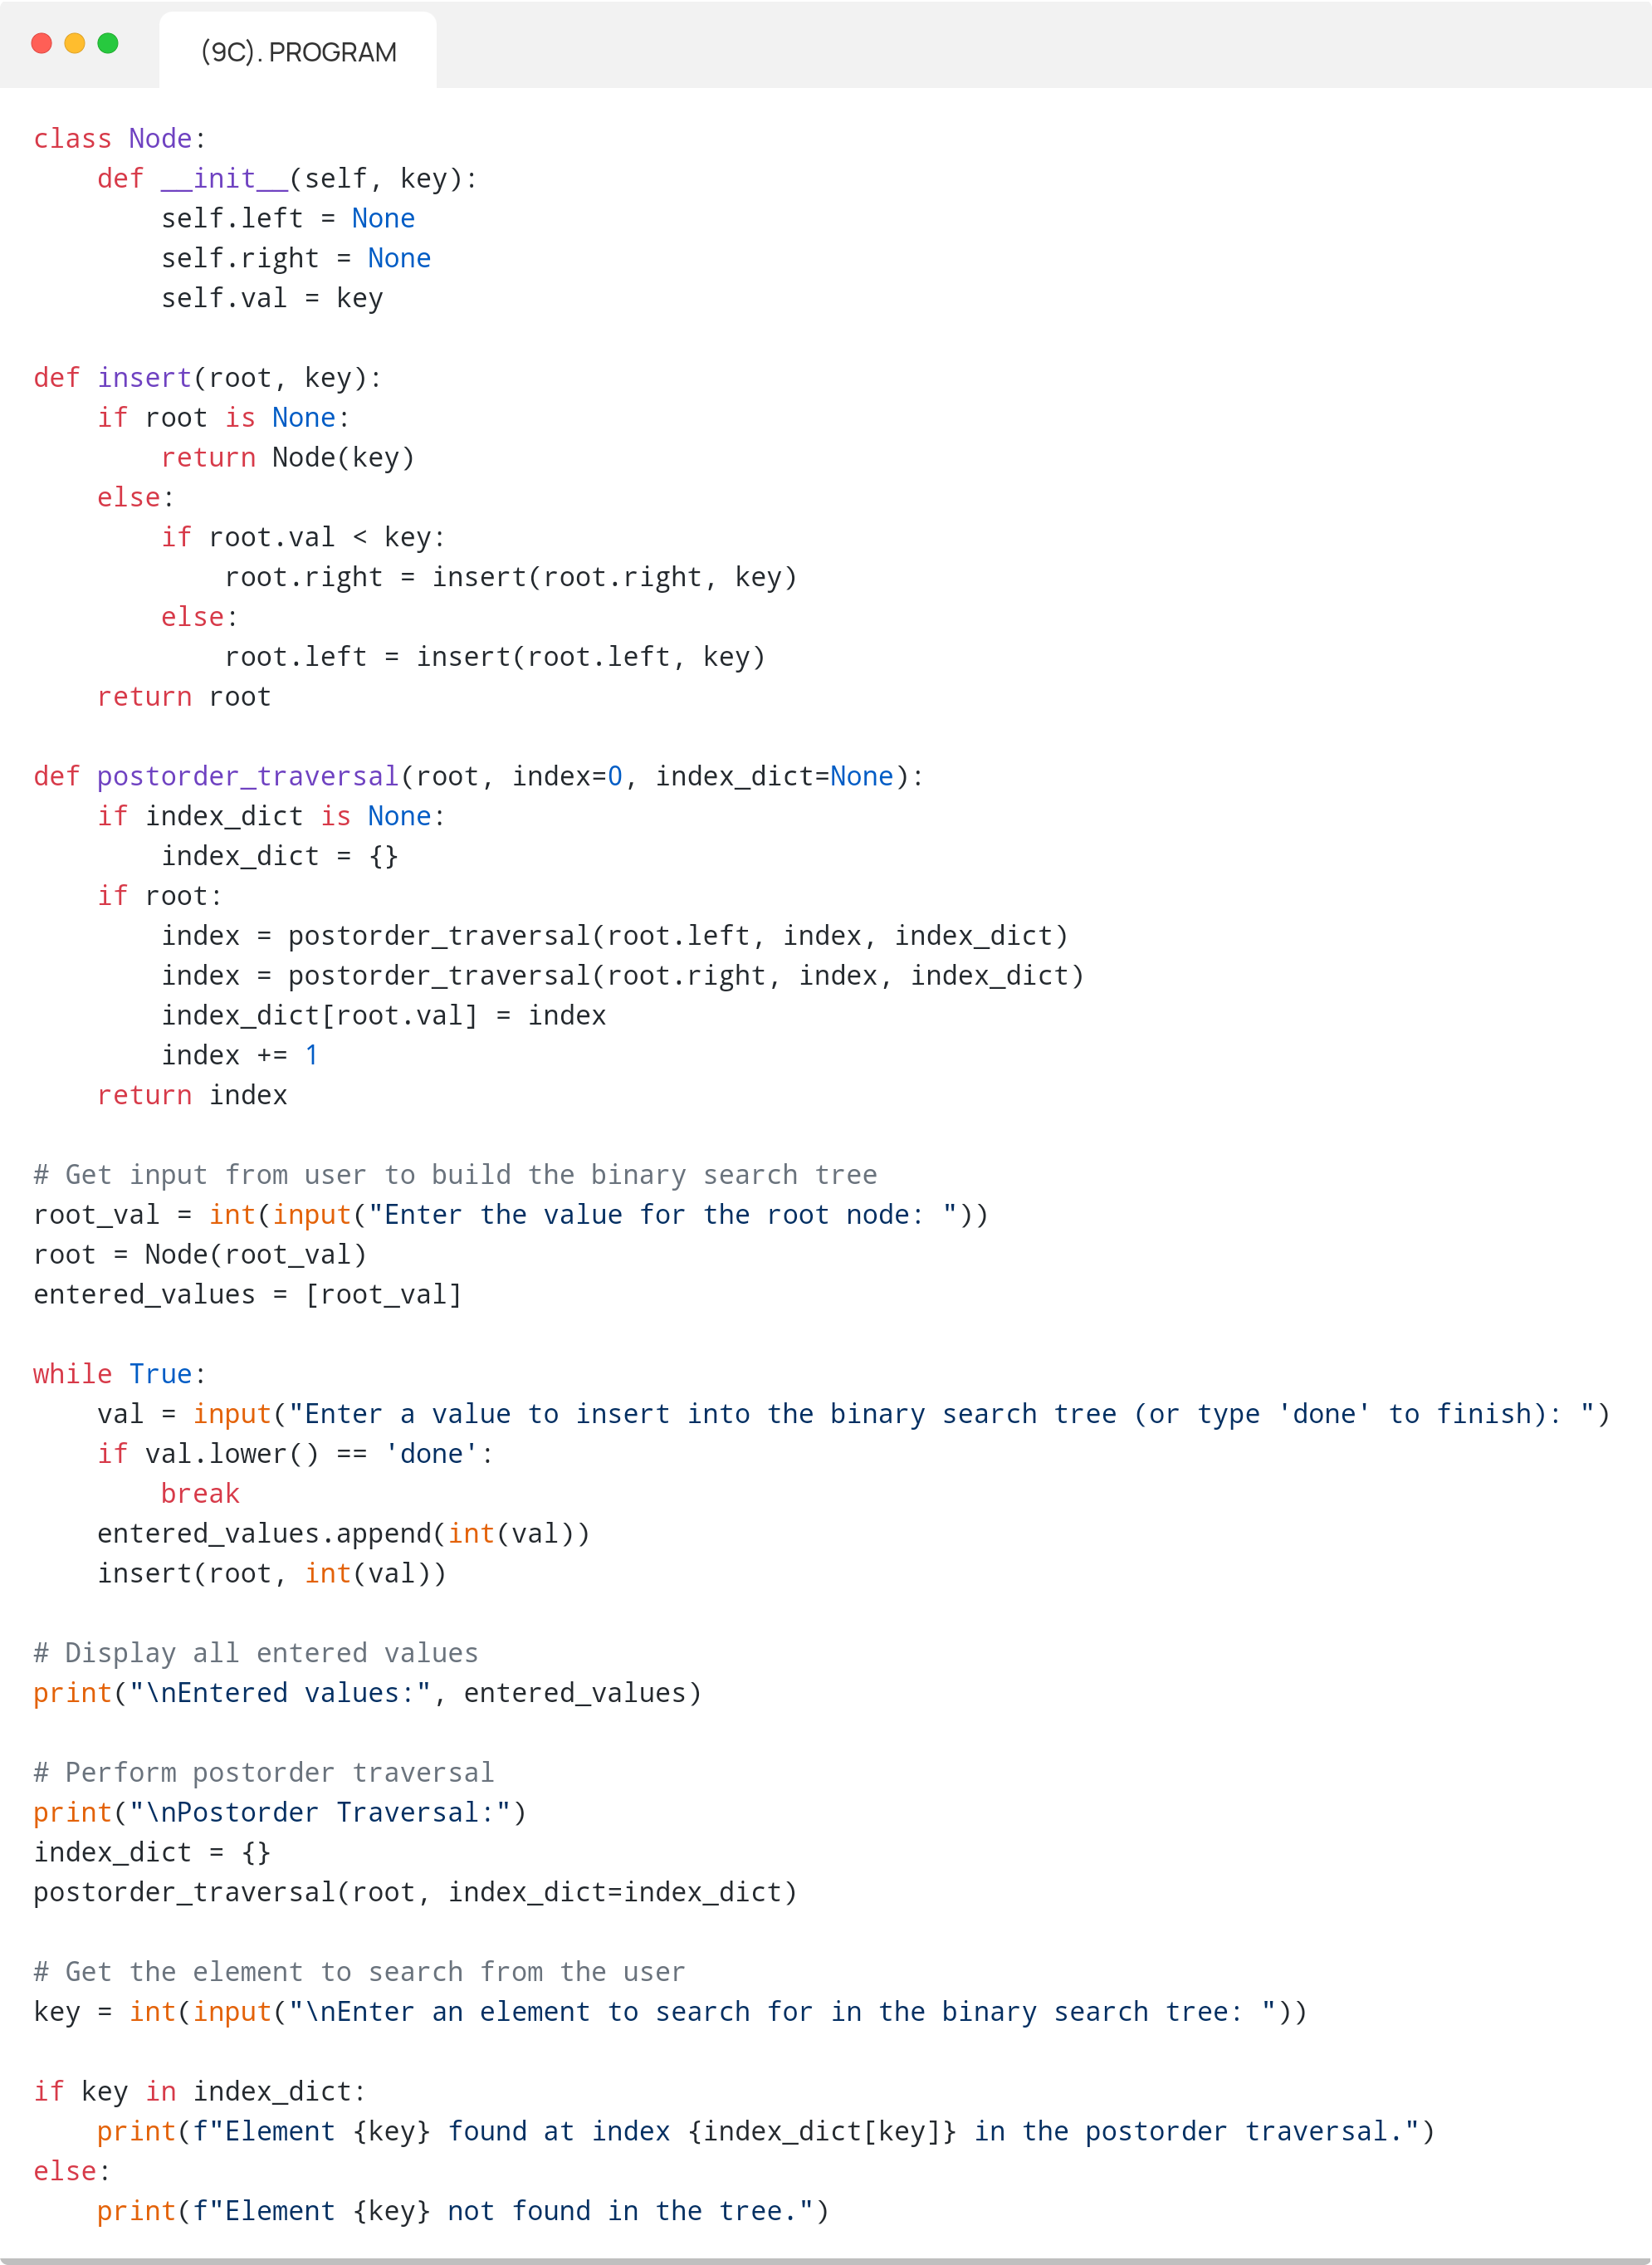 (9C). PROGRAM
class Node:
    def __init__(self, key):
        self.left = None
        self.right = None
        self.val = key

def insert(root, key):
    if root is None:
        return Node(key)
    else:
        if root.val < key:
            root.right = insert(root.right, key)
        else:
            root.left = insert(root.left, key)
    return root

def postorder_traversal(root, index=0, index_dict=None):
    if index_dict is None:
        index_dict = {}
    if root:
        index = postorder_traversal(root.left, index, index_dict)
        index = postorder_traversal(root.right, index, index_dict)
        index_dict[root.val] = index
        index += 1
    return index

# Get input from user to build the binary search tree
root_val = int(input("Enter the value for the root node: "))
root = Node(root_val)
entered_values = [root_val]

while True:
    val = input("Enter a value to insert into the binary search tree (or type 'done' to finish): ")
    if val.lower() == 'done':
        break
    entered_values.append(int(val))
    insert(root, int(val))

# Display all entered values
print("\nEntered values:", entered_values)

# Perform postorder traversal
print("\nPostorder Traversal:")
index_dict = {}
postorder_traversal(root, index_dict=index_dict)

# Get the element to search from the user
key = int(input("\nEnter an element to search for in the binary search tree: "))

if key in index_dict:
    print(f"Element {key} found at index {index_dict[key]} in the postorder traversal.")
else:
    print(f"Element {key} not found in the tree.")